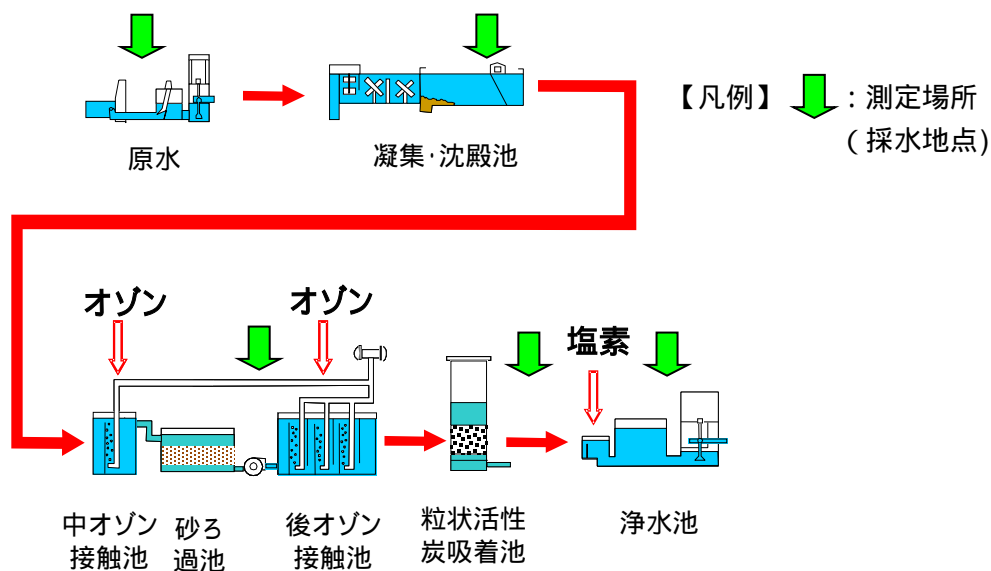 原水
凝集・沈殿池
【凡例】 :測定場所
(採水地点)
オゾン
オゾン
塩素
中オゾン
接触池
砂ろ
過池
後オゾン
接触池
粒状活性
炭吸着池
浄水池